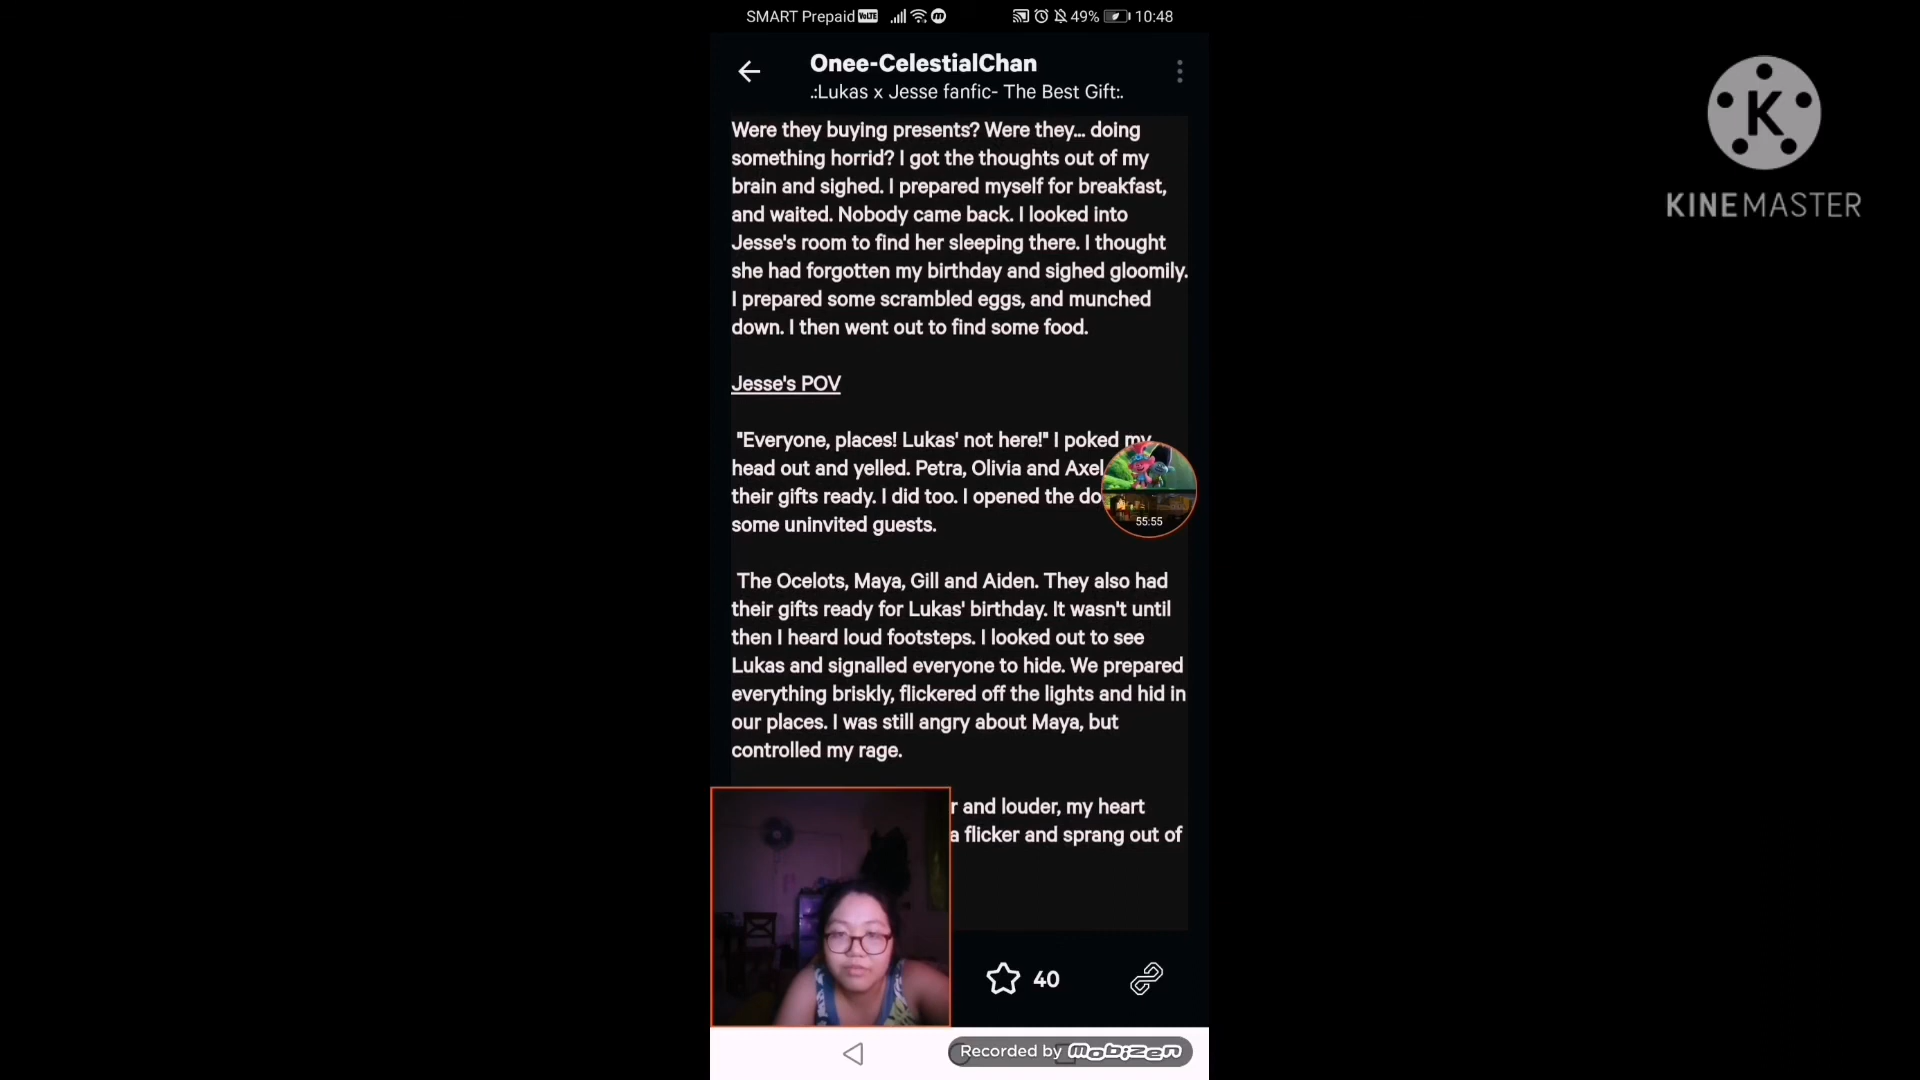 SMART Prepaid VoLTE 49% 10:48
Onee-CelestialChan
.:Lukas x Jesse fanfic- The Best Gift:.
K
KINEMASTER
Were they buying presents? Were they... doing
something horrid? I got the thoughts out of my
brain and sighed. I prepared myself for breakfast,
and waited. Nobody came back. I looked into
Jesse's room to find her sleeping there. I thought
she had forgotten my birthday and sighed gloomily.
I prepared some scrambled eggs, and munched
down. I then went out to find some food.
Jesse's POV
"Everyone, places! Lukas' not here!" I poked my
head out and yelled. Petra, Olivia and Axel
their gifts ready. I did too. I opened the do
some uninvited guests.
55:55
The Ocelots, Maya, Gill and Aiden. They also had
their gifts ready for Lukas' birthday. It wasn't until
then I heard loud footsteps. I looked out to see
Lukas and signalled everyone to hide. We prepared
everything briskly, flickered off the lights and hid in
our places. I was still angry about Maya, but
controlled my rage.
r and louder, my heart
a flicker and sprang out of
40
Recorded by mobizen